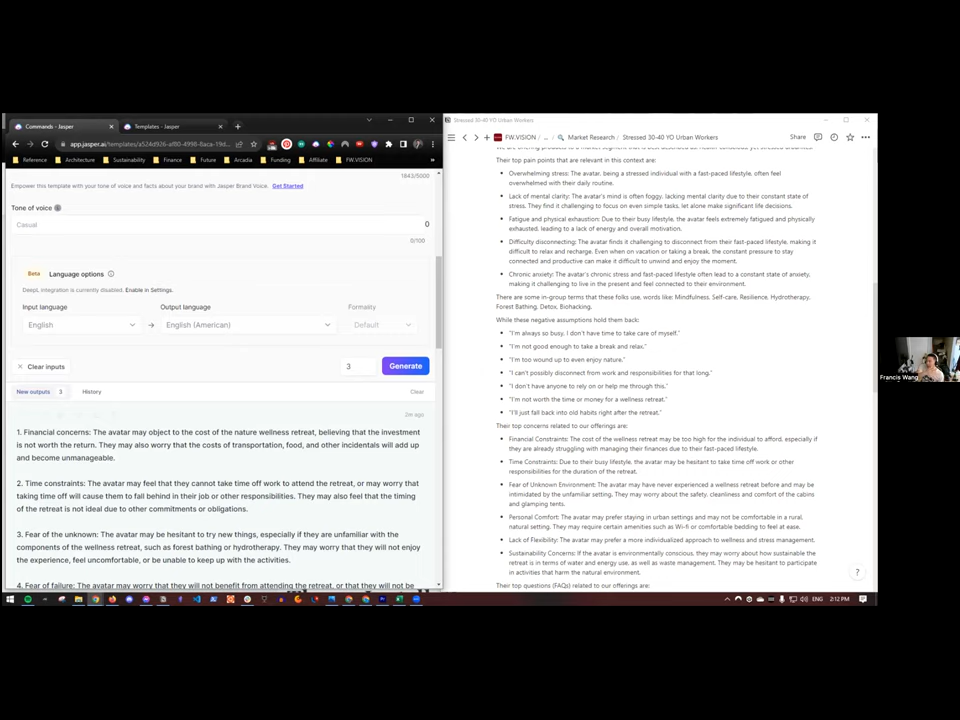 Commands - Jasper
Templates - Jasper
app.jasper.ai/templates/a524d926-af80-4998-8aca-19d...
Reference
Architecture
Sustainability
Finance
Future
Arcadia
Funding
Affiliate
FW.VISION
1843/5000
Empower this template with your tone of voice and facts about your brand with Jasper Brand Voice. Get Started
Tone of voice
Casual
0
0/100
Beta Language options
DeepL integration is currently disabled. Enable in Settings.
Input language
Output language
Formality
English
English (American)
Default
Clear inputs
3
Generate
New outputs 3
History
Clear
2m ago
1. Financial concerns: The avatar may object to the cost of the nature wellness retreat, believing that the investment
is not worth the return. They may also worry that the costs of transportation, food, and other incidentals will add up
and become unmanageable.
2. Time constraints: The avatar may feel that they cannot take time off work to attend the retreat, or may worry that
taking time off will cause them to fall behind in their job or other responsibilities. They may also feel that the timing
of the retreat is not ideal due to other commitments or obligations.
3. Fear of the unknown: The avatar may be hesitant to try new things, especially if they are unfamiliar with the
components of the wellness retreat, such as forest bathing or hydrotherapy. They may worry that they will not enjoy
the experience, feel uncomfortable, or be unable to keep up with the activities.
4. Fear of failure: The avatar may worry that they will not benefit from attending the retreat, or that they will not be
Stressed 30-40 YO Urban Workers
FW.VISION / ... / Market Research / Stressed 30-40 YO Urban Workers
Share
Their top pain points that are relevant in this context are:
Overwhelming stress: The avatar, being a stressed individual with a fast-paced lifestyle, often feel
overwhelmed with their daily routine.
Lack of mental clarity: The avatar's mind is often foggy, lacking mental clarity due to their constant state of
stress. They find it challenging to focus on even simple tasks, let alone make significant life decisions.
Fatigue and physical exhaustion: Due to their busy lifestyle, the avatar feels extremely fatigued and physically
exhausted, leading to a lack of energy and overall motivation.
Difficulty disconnecting: The avatar finds it challenging to disconnect from their fast-paced lifestyle, making it
difficult to relax and recharge. Even when on vacation or taking a break, the constant pressure to stay
connected and productive can make it difficult to unwind and enjoy the moment.
Chronic anxiety: The avatar's chronic stress and fast-paced lifestyle often lead to a constant state of anxiety,
making it challenging for them to live in the present and feel connected to their environment.
There are some in-group terms that these folks use, words like: Mindfulness. Self-care, Resilience, Hydrotherapy.
Forest Bathing, Detox, Biohacking.
While these negative assumptions hold them back:
"I'm always so busy, I don't have time to take care of myself."
"I'm not good enough to take a break and relax."
"I'm too wound up to even enjoy nature."
"I can't possibly disconnect from work and responsibilities for that long."
"I don't have anyone to rely on or help me through this."
"I'm not worth the time or money for a wellness retreat."
"I'll just fall back into old habits right after the retreat."
Their top concerns related to our offerings are:
Financial Constraints: The cost of the wellness retreat may be too high for the individual to afford, especially if
they are already struggling with managing their finances due to their fast-paced lifestyle.
Time Constraints: Due to their busy lifestyle, the avatar may be hesitant to take time off work or other
responsibilities for the duration of the retreat.
Fear of Unknown Environment: The avatar may have never experienced a wellness retreat before and may be
intimidated by the unfamiliar setting. They may worry about the safety, cleanliness and comfort of the cabins
and glamping tents.
Personal Comfort: The avatar may prefer staying in urban settings and may not be comfortable in a rural,
natural setting. They may require certain amenities such as Wi-fi or comfortable bedding to feel at ease.
Lack of Flexibility: The avatar may prefer a more individualized approach to wellness and stress management.
Sustainability Concerns: If the avatar is environmentally conscious, they may worry about how sustainable the
retreat is in terms of water and energy use, as well as waste management. They may be hesitant to participate
in activities that harm the natural environment.
Their top questions (FAQs) related to our offerings are:
?
ENG
2:12 PM
Francis Wang